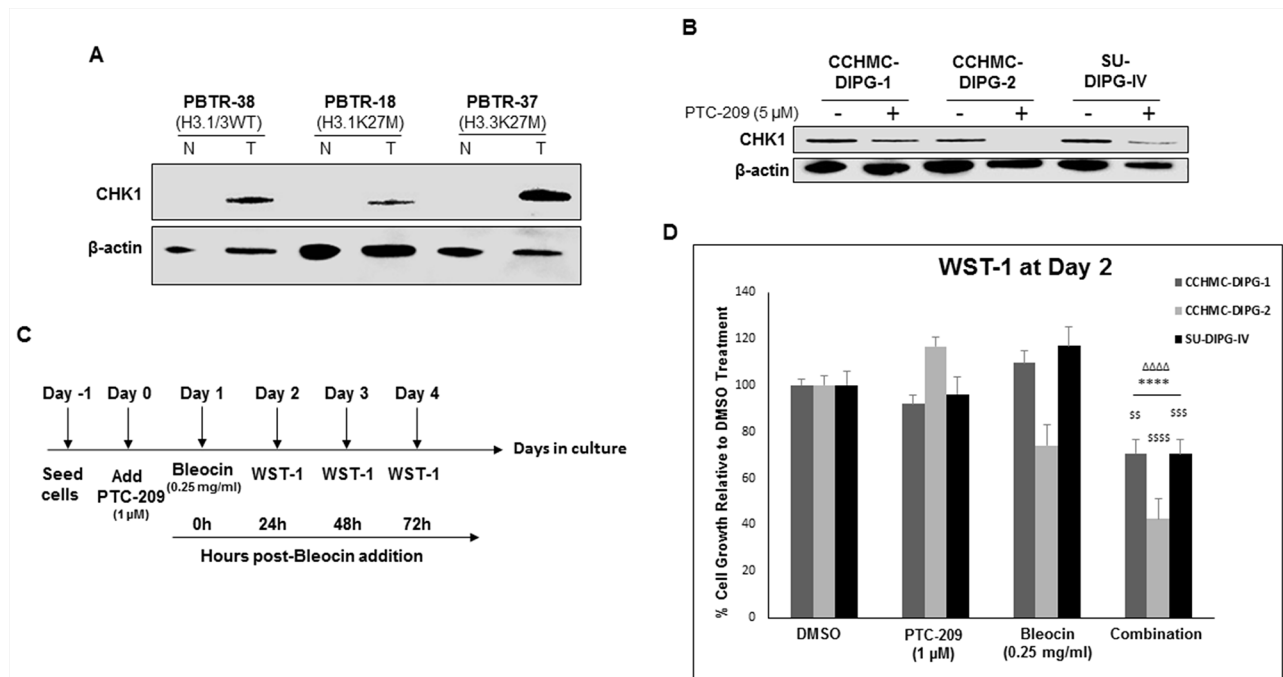 A
PBTR-38 PBTR-18 PBTR-37
(H3.1/3WT) (H3.1K27M) (H3.3K27M)
N T N T N T
CHK1
β-actin
B
CCHMC- CCHMC- SU-
DIPG-1 DIPG-2 DIPG-IV
PTC-209 (5 µM) - + - + - +
CHK1
β-actin
C
Day -1 Day 0 Day 1 Day 2 Day 3 Day 4
Days in culture
Seed cells
Add PTC-209
(1 µM)
Bleocin
(0.25 mg/ml)
WST-1 WST-1 WST-1
0h 24h 48h 72h
Hours post-Bleocin addition
D
WST-1 at Day 2
CCHMC-DIPG-1
CCHMC-DIPG-2
SU-DIPG-IV
% Cell Growth Relative to DMSO Treatment
140
120
100
80
60
40
20
0
ΔΔΔΔ
****
$$ $$$
$$$$
DMSO PTC-209 Bleocin Combination
(1 µM) (0.25 mg/ml)